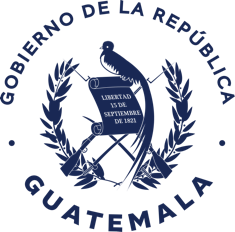 GOBIERNO DE LA REPÚBLICA
LIBERTAD
15 DE
SEPTIEMBRE
DE 1821
GUATEMALA